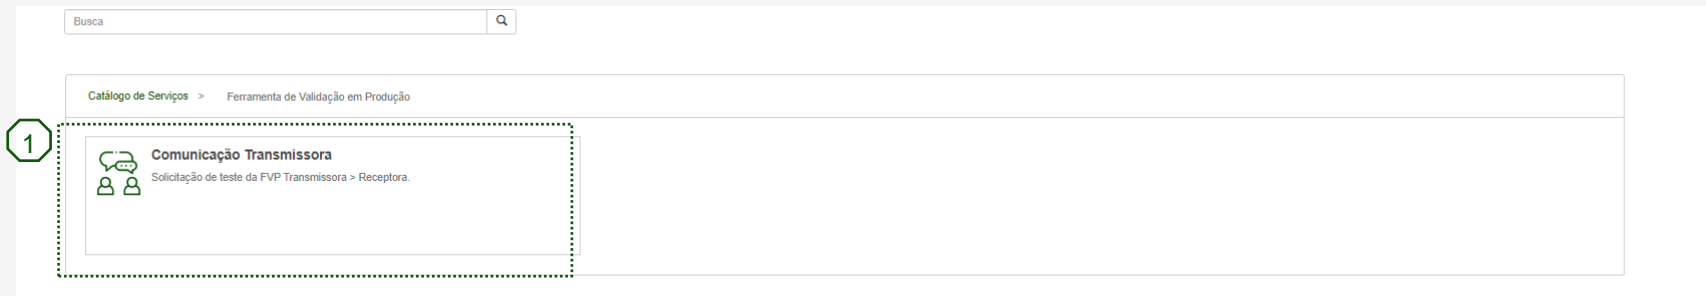 Busca
Catálogo de Serviços > Ferramenta de Validação em Produção
1
Comunicação Transmissora
Solicitação de teste da FVP Transmissora > Receptora.